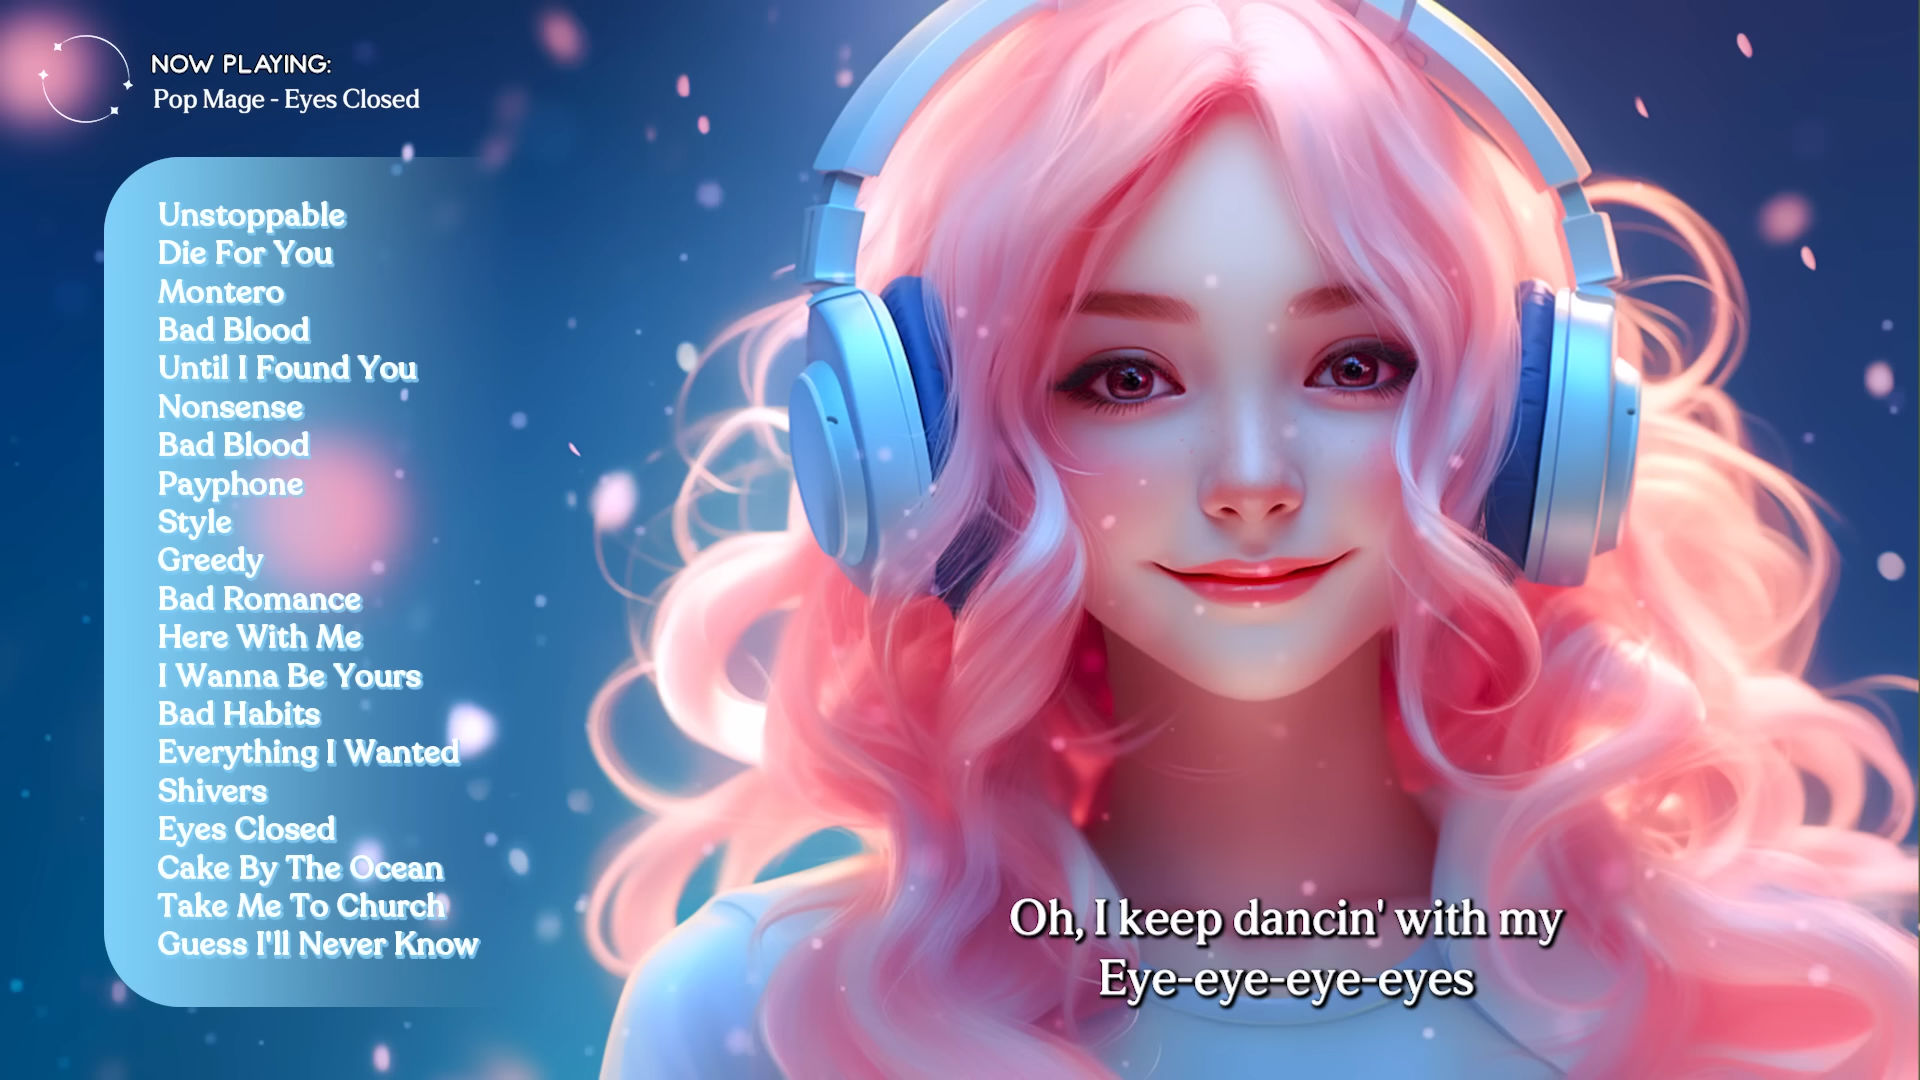 NOW PLAYING:
Pop Mage - Eyes Closed
Unstoppable
Die For You
Montero
Bad Blood
Until I Found You
Nonsense
Bad Blood
Payphone
Style
Greedy
Bad Romance
Here With Me
I Wanna Be Yours
Bad Habits
Everything I Wanted
Shivers
Eyes Closed
Cake By The Ocean
Take Me To Church
Guess I'll Never Know
Oh, I keep dancin' with my
Eye-eye-eye-eyes